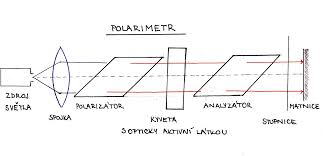 POLARIMETR
ZDROJ
SVĚTLA
SPOJKA
POLARIZÁTOR
KYVETA
S OPTICKY AKTIVNÍ LÁTKOU
ANALYZÁTOR
STUPNICE
MATNICE